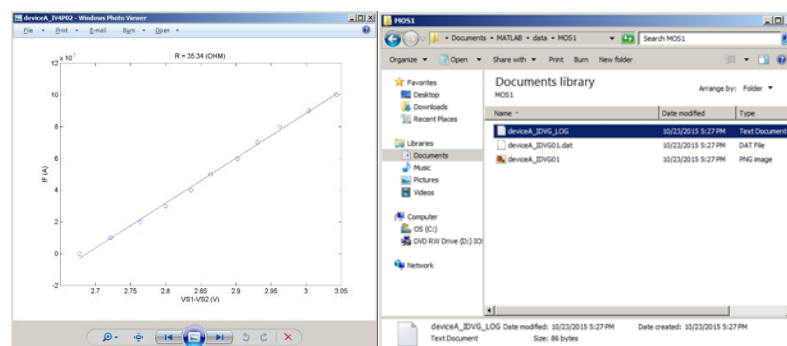 deviceA_IV4P02 - Windows Photo Viewer
File Print E-mail Burn Open
R = 35.34 (OHM)
12
10
8
6
4
2
0
-2
IF (A)
2.7 2.75 2.8 2.85 2.9 2.95 3 3.05
VS1-VS2 (V)
MOS1
Documents MATLAB data MOS1
Search MOS1
Organize Open Share with Print Burn New folder
Favorites
Desktop
Downloads
Recent Places
Libraries
Documents
Music
Pictures
Videos
Computer
OS (C:)
DVD RW Drive (D:) IO
Network
Documents library
MOS1
Arrange by: Folder
Name Date modified Type
deviceA_IDVG_LOG 10/23/2015 5:27 PM Text Document
deviceA_IDVG01.dat 10/23/2015 5:27 PM DAT File
deviceA_IDVG01 10/23/2015 5:27 PM PNG image
deviceA_IDVG_LOG Date modified: 10/23/2015 5:27 PM Date created: 10/23/2015 5:27 PM
Text Document Size: 86 bytes